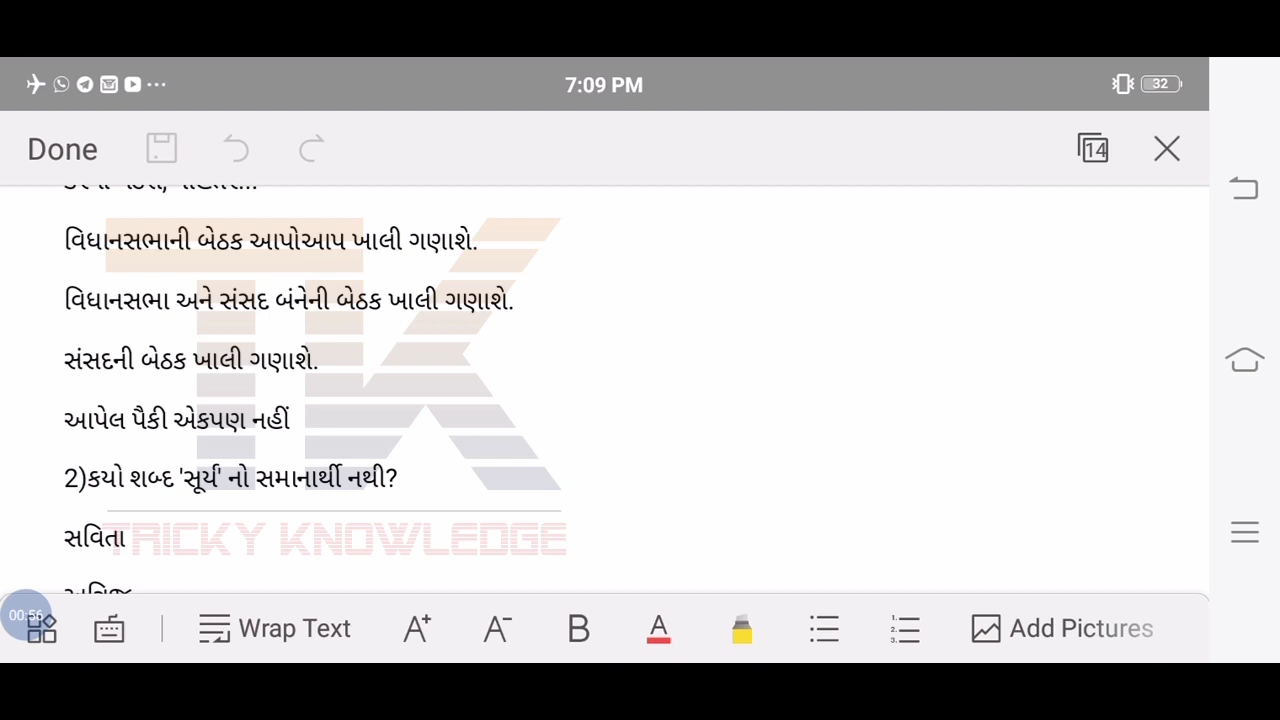 7:09 PM
32
Done
14
વિધાનસભાની બેઠક આપોઆપ ખાલી ગણાશે.
વિધાનસભા અને સંસદ બંનેની બેઠક ખાલી ગણાશે.
સંસદની બેઠક ખાલી ગણાશે.
આપેલ પૈકી એકપણ નહીં
2)કયો શબ્દ 'સૂર્ય' નો સમાનાર્થી નથી?
TRICKY KNOWLEDGE
સવિતા
00:56
Wrap Text
Add Pictures